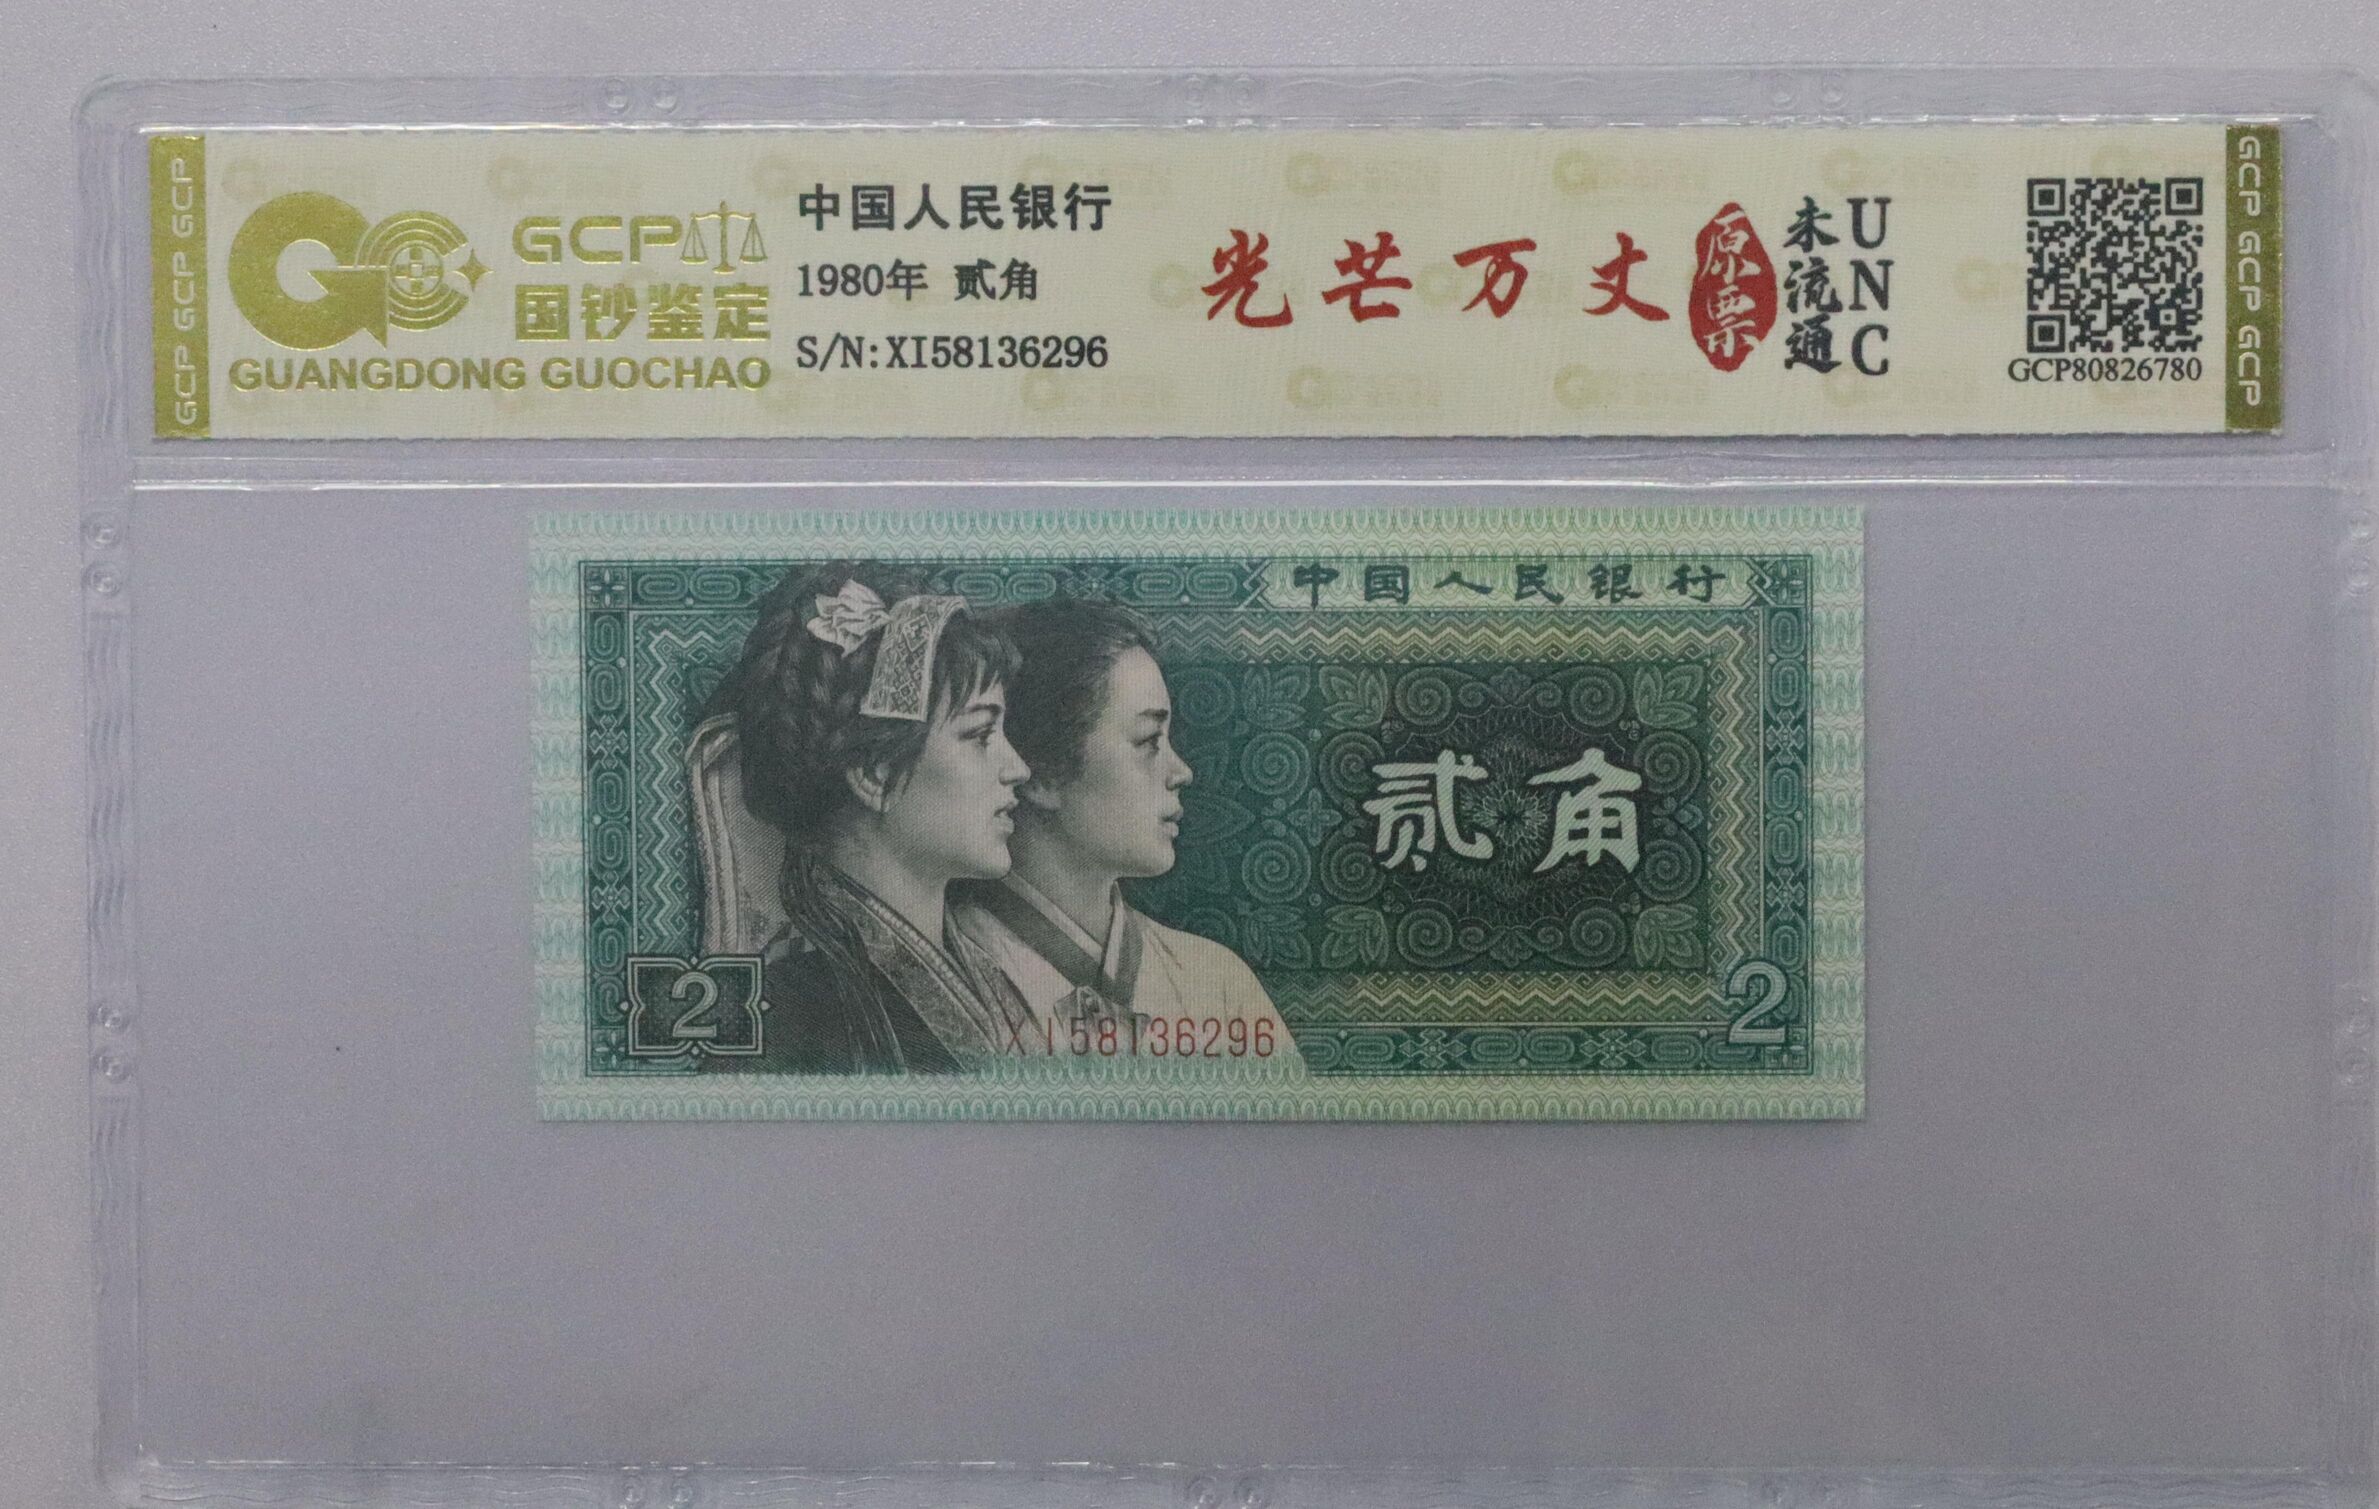 GCP GCP GCP
GCP
国钞鉴定
GUANGDONG GUOCHAO
中国人民银行
1980年 贰角
S/N:XI58136296
光芒万丈
原票
未流通
UNC
GCP80826780
GCP GCP GCP
中国人民银行
贰角
2
2
XI58136296